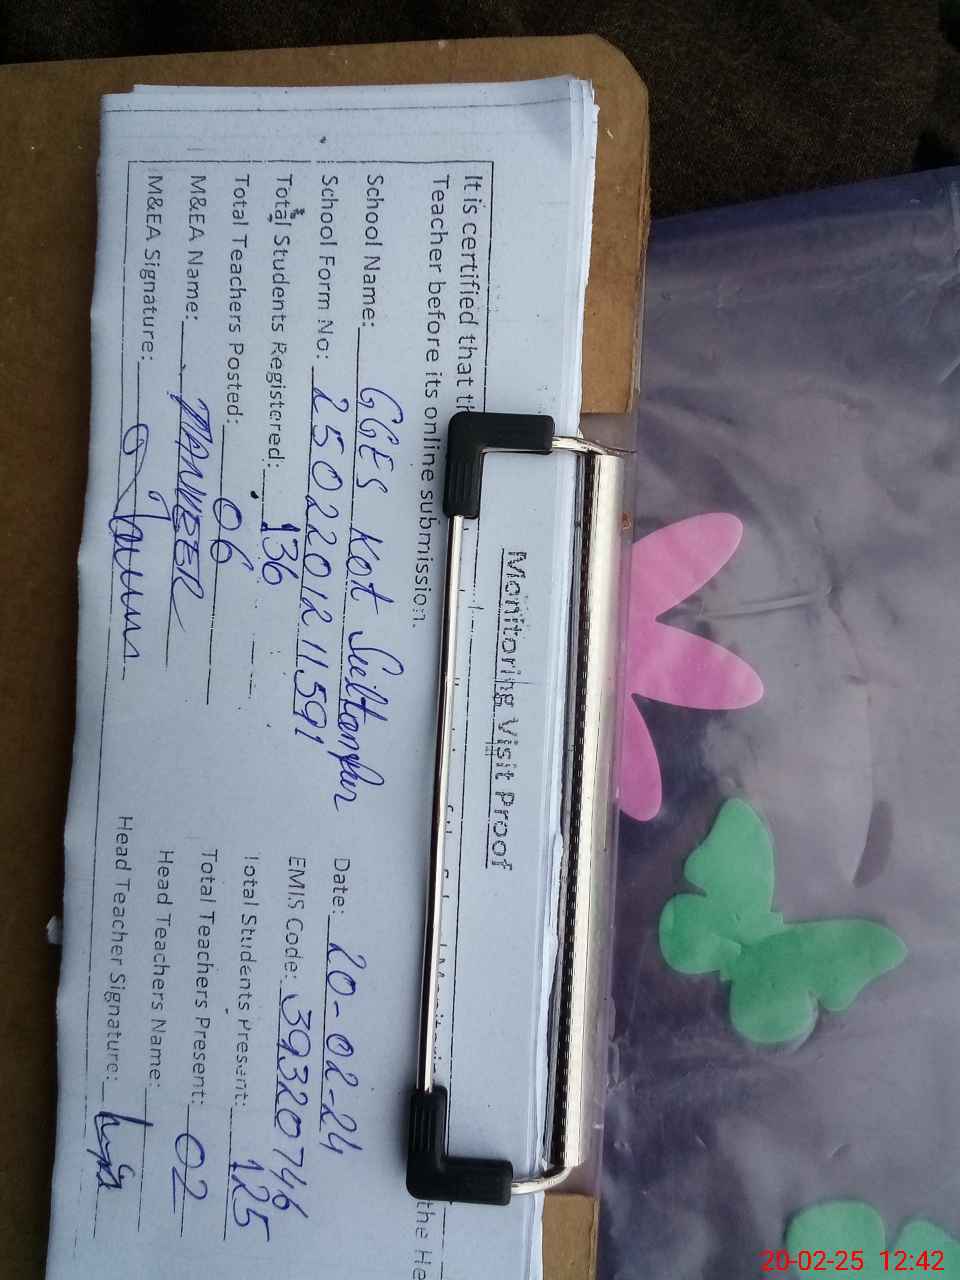 Monitoring Visit Proof
It is certified that th the He
Teacher before its online submission.
School Name: GGES Kot Sultanpur Date: 20-02-24
School Form No: 25022012 11591 EMIS Code: 39320746
Total Students Registered: 136 Total Students Present: 125
Total Teachers Posted: 06 Total Teachers Present: 02
M&EA Name: Head Teachers Name:
M&EA Signature: Head Teacher Signature:
20-02-25 12:42